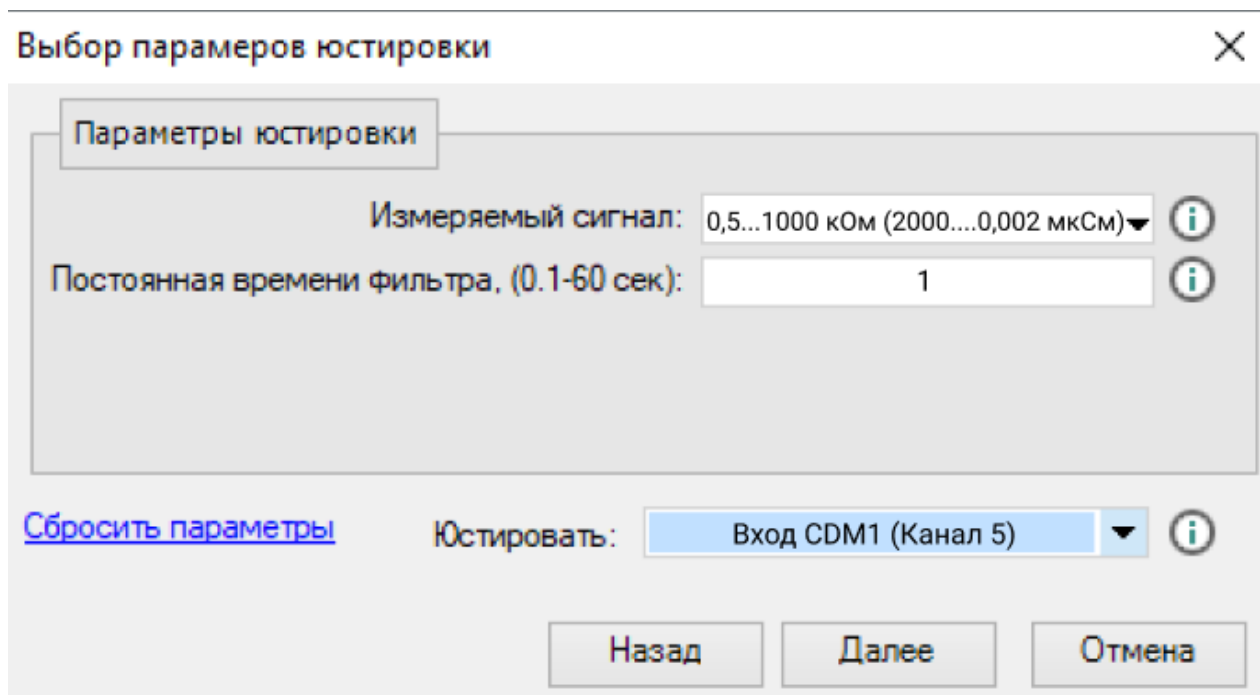 Выбор парамеров юстировки
Параметры юстировки
Измеряемый сигнал: 0,5...1000 кОм (2000....0,002 мкСм)
Постоянная времени фильтра, (0.1-60 сек): 1
Сбросить параметры Юстировать: Вход CDM1 (Канал 5)
Назад Далее Отмена